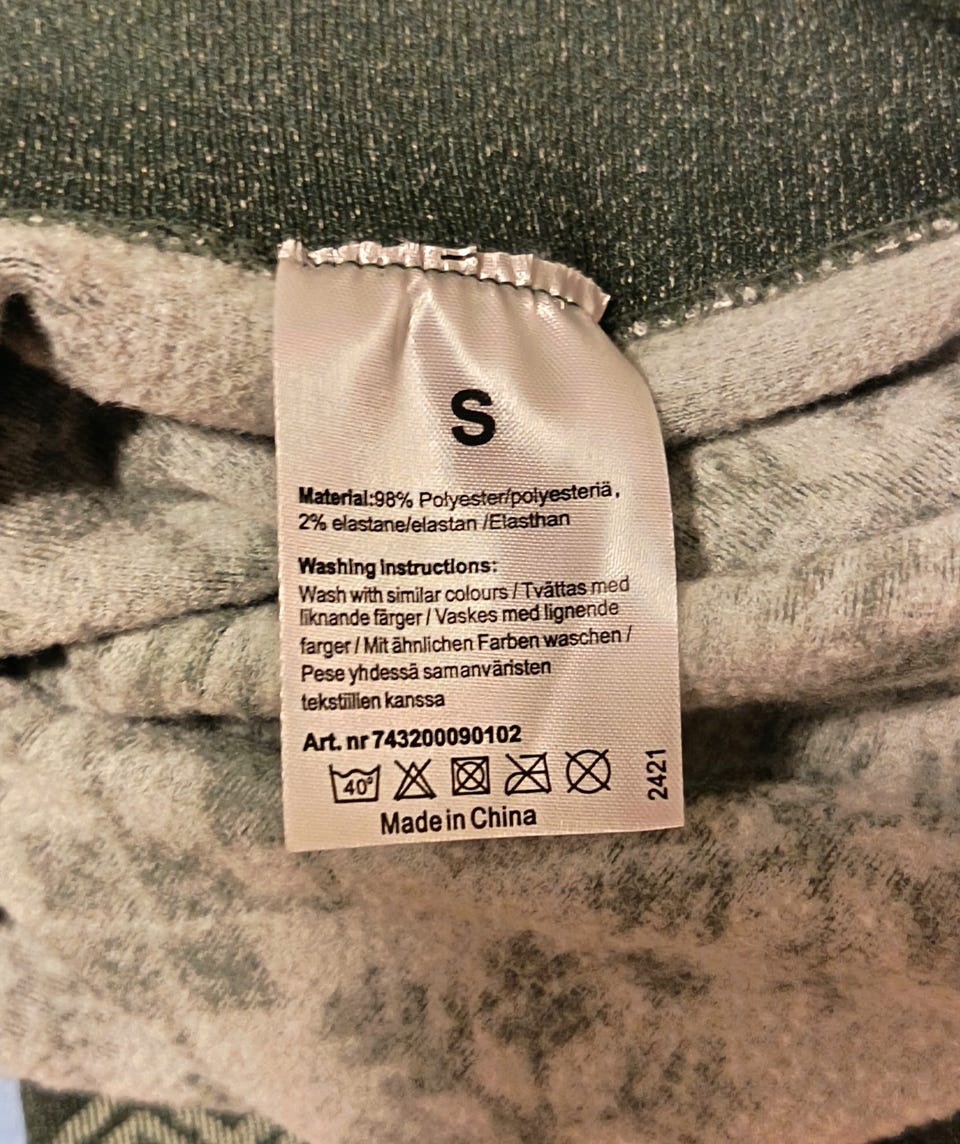 S
Material:98% Polyester/polyesteriä,
2% elastane/elastan /Elasthan
Washing instructions:
Wash with similar colours / Tvättas med
liknande färger / Vaskes med lignende
farger / Mit ähnlichen Farben waschen /
Pese yhdessä samanväristen
tekstiilien kanssa
Art. nr 743200090102
40°
2421
Made in China